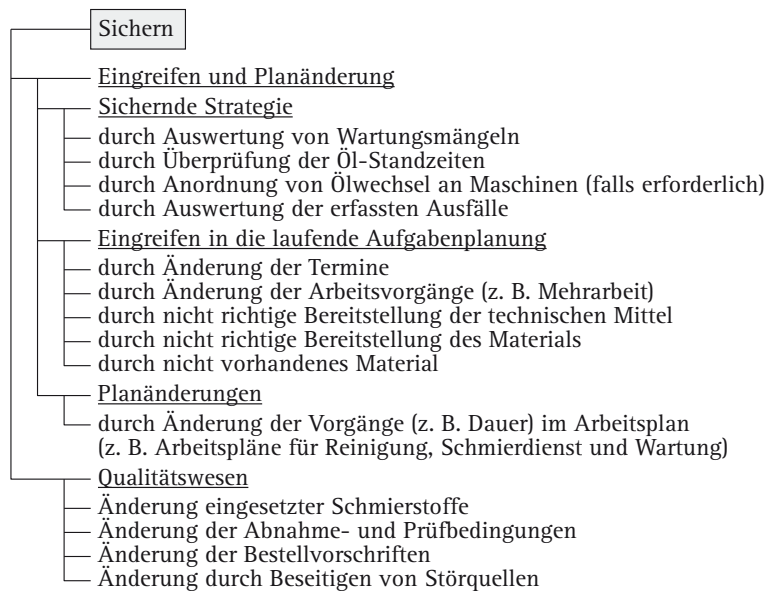 Sichern
Eingreifen und Planänderung
Sichernde Strategie
durch Auswertung von Wartungsmängeln
durch Überprüfung der Öl-Standzeiten
durch Anordnung von Ölwechsel an Maschinen (falls erforderlich)
durch Auswertung der erfassten Ausfälle
Eingreifen in die laufende Aufgabenplanung
durch Änderung der Termine
durch Änderung der Arbeitsvorgänge (z. B. Mehrarbeit)
durch nicht richtige Bereitstellung der technischen Mittel
durch nicht richtige Bereitstellung des Materials
durch nicht vorhandenes Material
Planänderungen
durch Änderung der Vorgänge (z. B. Dauer) im Arbeitsplan
(z. B. Arbeitspläne für Reinigung, Schmierdienst und Wartung)
Qualitätswesen
Änderung eingesetzter Schmierstoffe
Änderung der Abnahme- und Prüfbedingungen
Änderung der Bestellvorschriften
Änderung durch Beseitigen von Störquellen